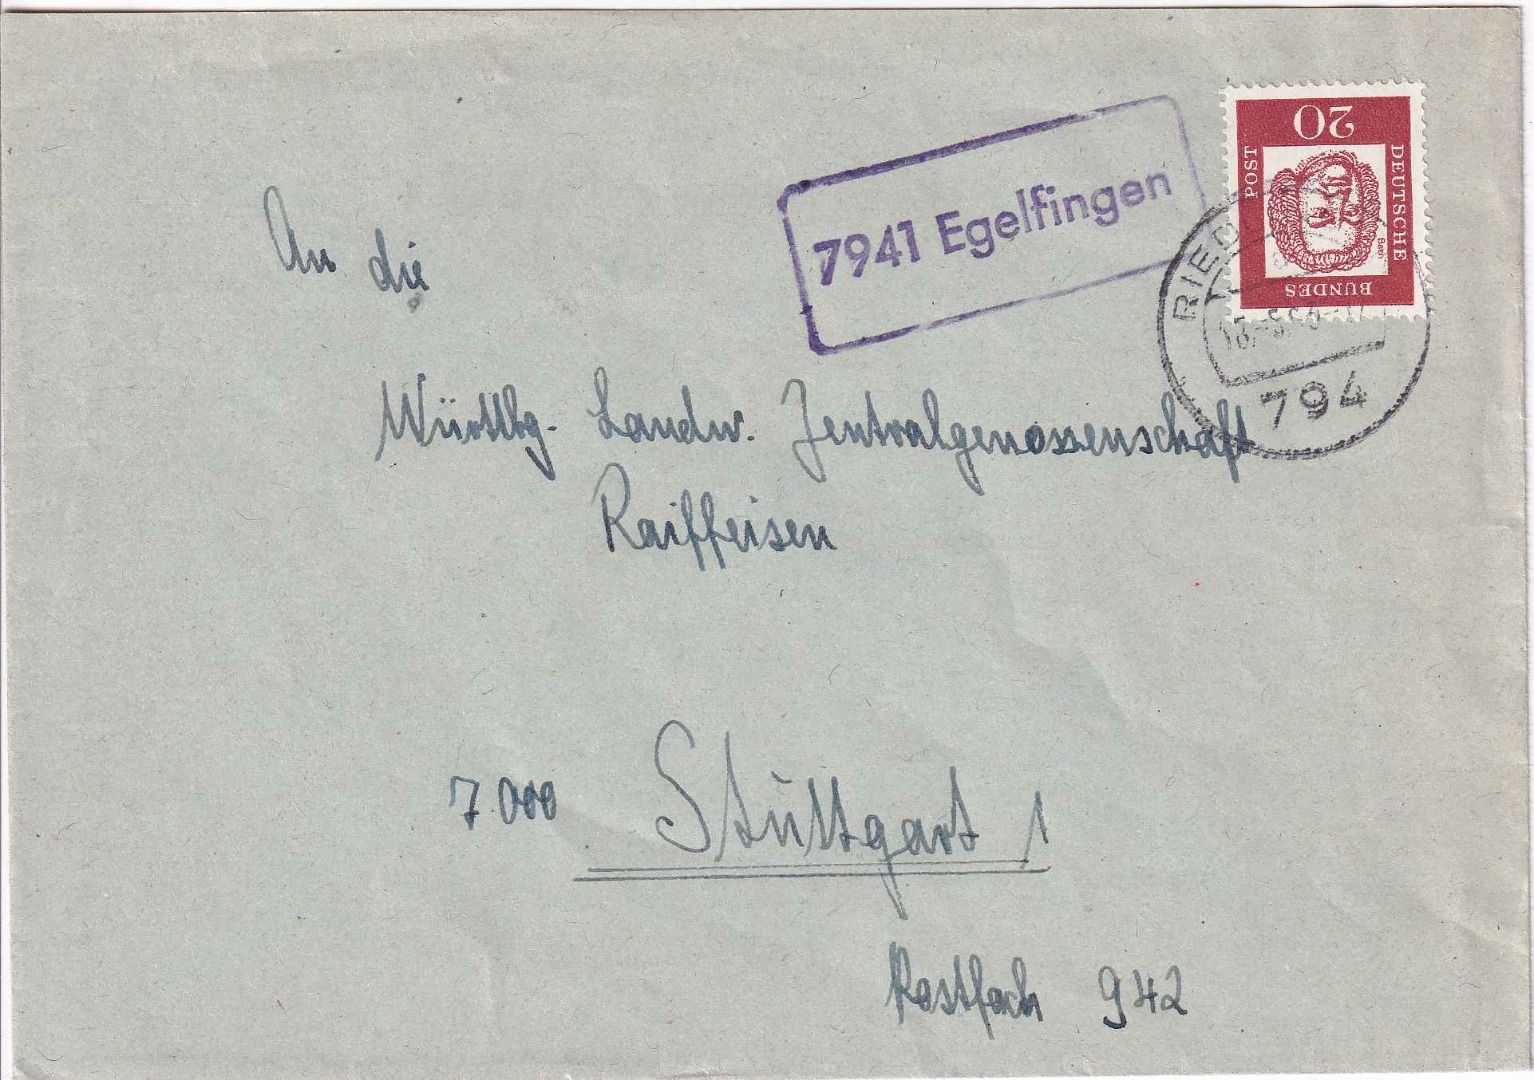 20
POST
DEUTSCHE
Bach
BUNDES
7941 Egelfingen
RIED
794
An die
Württbg. Landw. Zentralgenossenschaft
Raiffeisen
7000 Stuttgart 1
Postfach 942